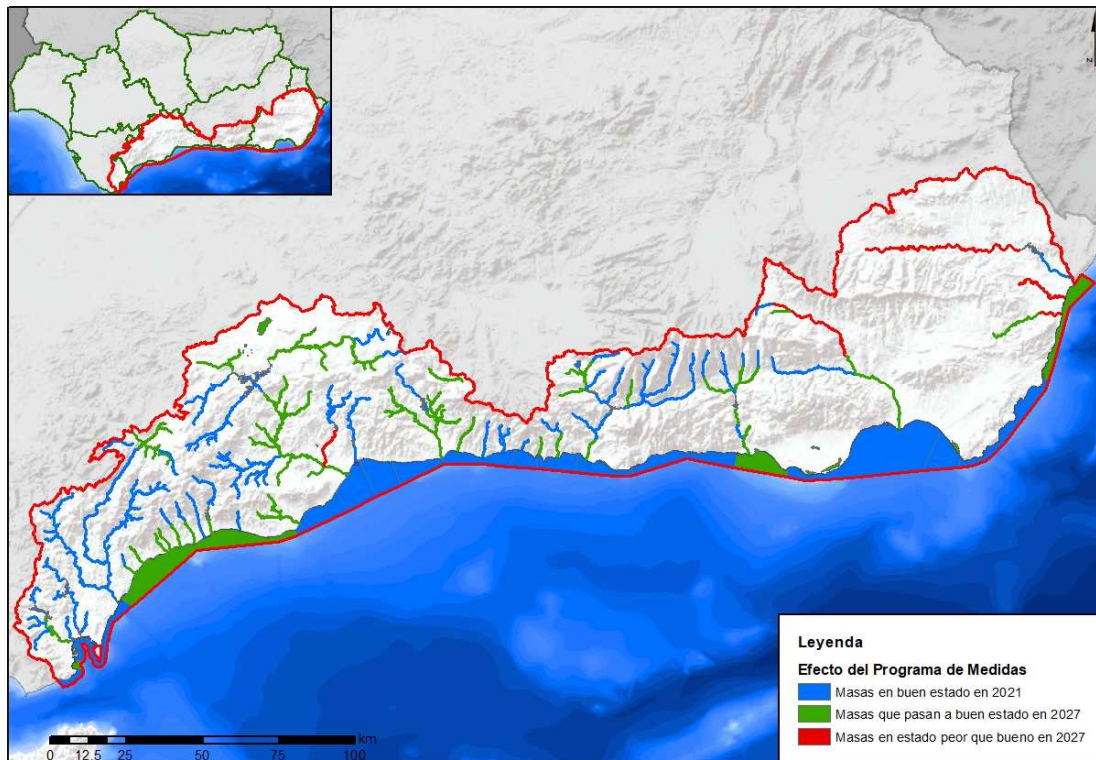 N
Leyenda
Efecto del Programa de Medidas
Masas en buen estado en 2021
Masas que pasan a buen estado en 2027
Masas en estado peor que bueno en 2027
km
0 12.5 25 50 75 100